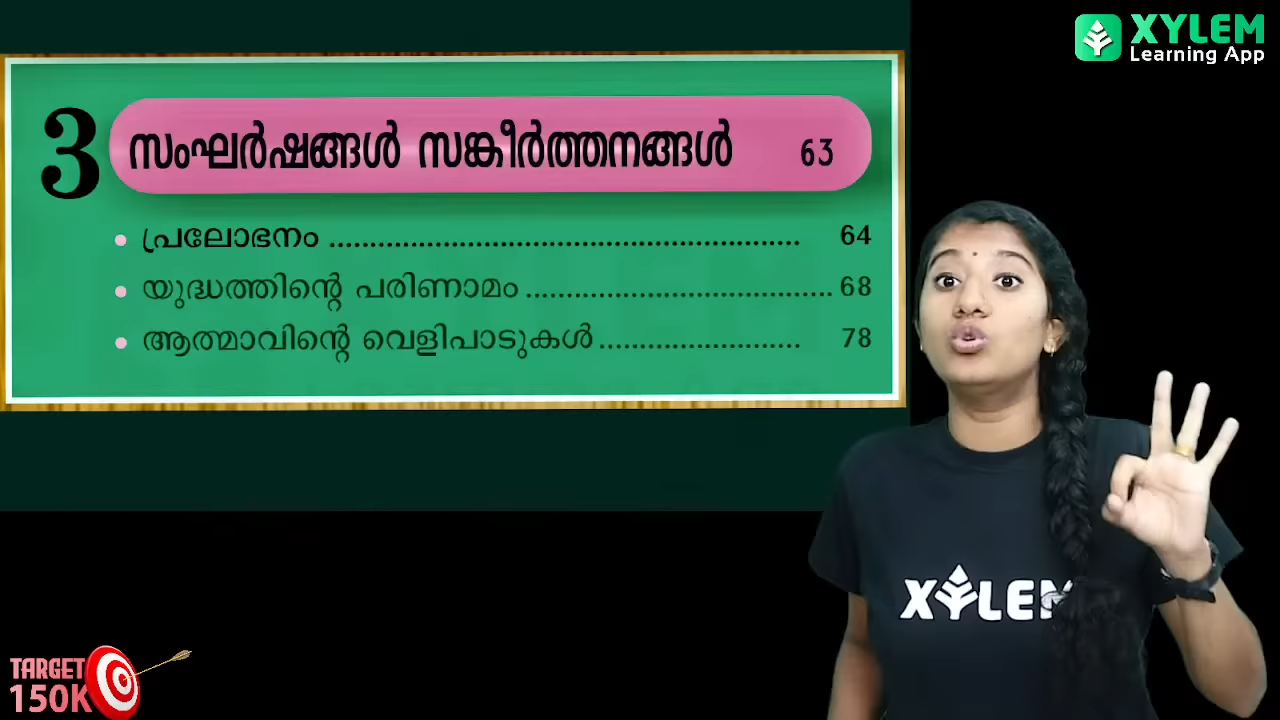 XYLEM
Learning App
3 സംഘർഷങ്ങൾ സങ്കീർത്തനങ്ങൾ 63
• പ്രലോഭനം ........................................................ 64
• യുദ്ധത്തിന്റെ പരിണാമം ..................................... 68
• ആത്മാവിന്റെ വെളിപാടുകൾ ........................ 78
XYLEM
TARGET
150K